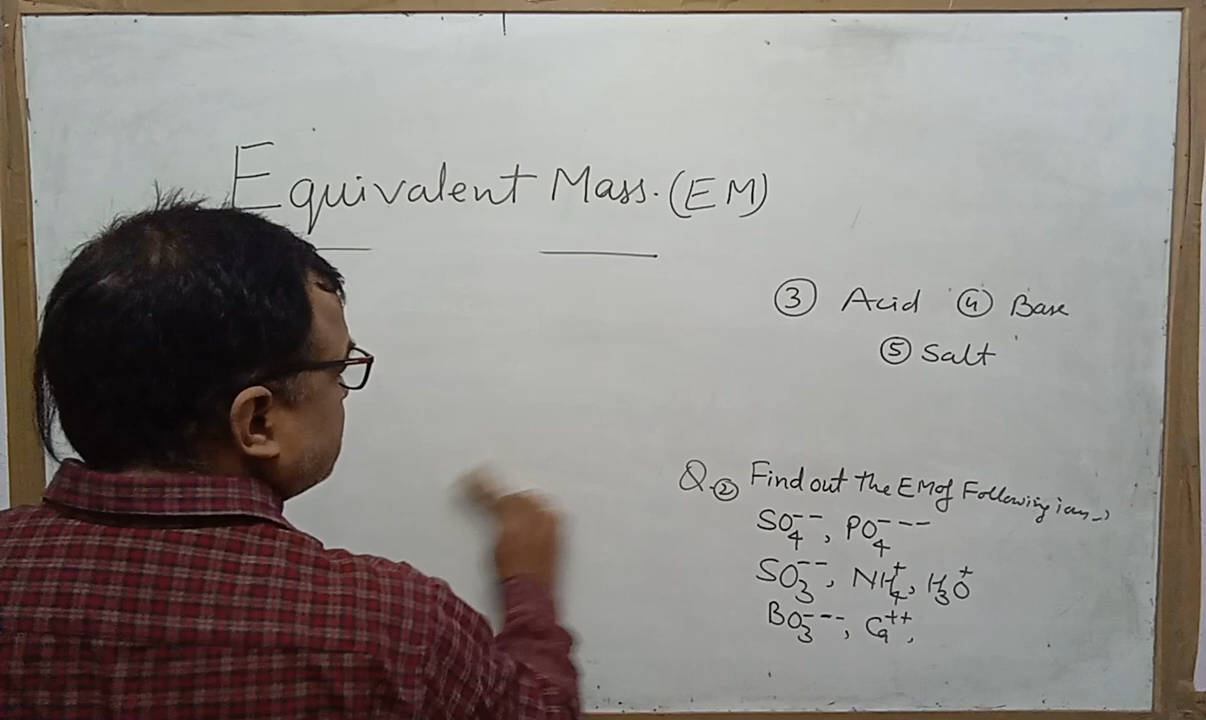 Equivalent Mass. (EM)
③ Acid ④ Base
⑤ Salt
Q.② Find out the EM of Following ions
SO₄⁻⁻, PO₄⁻⁻⁻
SO₃⁻⁻, NH₄⁺, H₃O⁺
BO₃⁻⁻⁻, Ca⁺⁺,